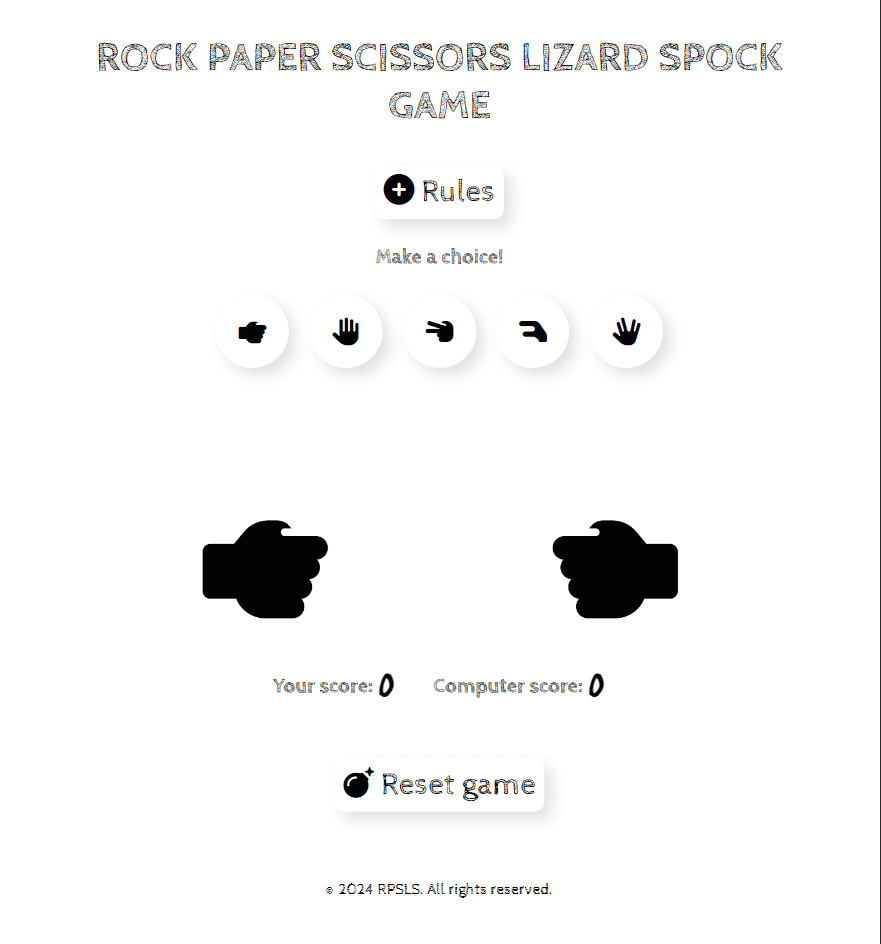 ROCK PAPER SCISSORS LIZARD SPOCK
GAME
Rules
Make a choice!
Your score: 0 Computer score: 0
Reset game
© 2024 RPSLS. All rights reserved.